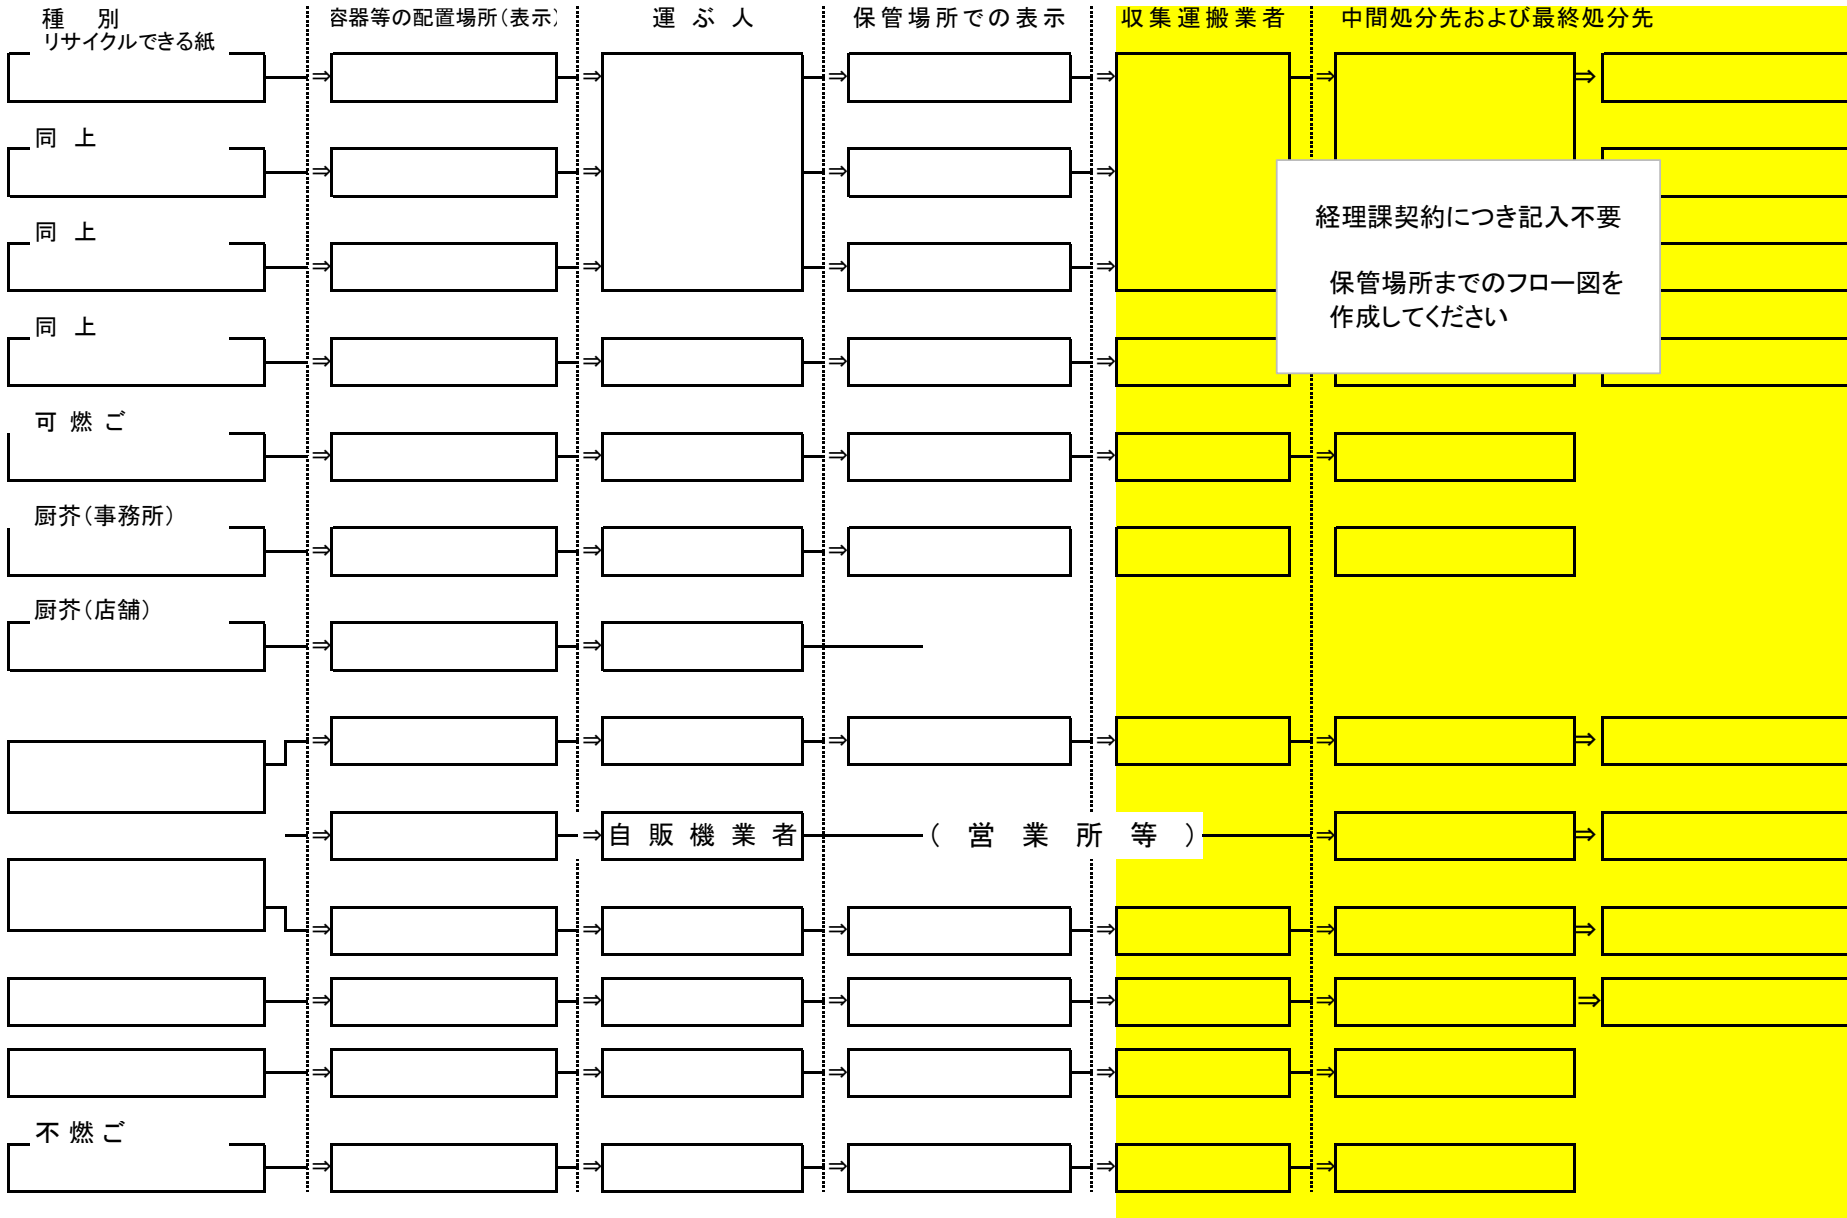 種 別 容器等の配置場所（表示） 運ぶ人 保管場所での表示 収集運搬業者 中間処分先および最終処分先
リサイクルできる紙
⇒ ⇒ ⇒ ⇒ ⇒ ⇒
同 上
⇒ ⇒ ⇒ ⇒
経理課契約につき記入不要
同 上
⇒ ⇒ ⇒ ⇒
保管場所までのフロー図を
作成してください
同 上
⇒ ⇒ ⇒ ⇒
可燃ご
⇒ ⇒ ⇒ ⇒ ⇒
厨芥（事務所）
⇒ ⇒ ⇒
厨芥（店舗）
⇒ ⇒
⇒ ⇒ ⇒ ⇒ ⇒ ⇒
⇒ ⇒ 自販機業者 （営業所等） ⇒ ⇒
⇒ ⇒ ⇒ ⇒ ⇒ ⇒
⇒ ⇒ ⇒ ⇒ ⇒ ⇒
⇒ ⇒ ⇒ ⇒ ⇒
不燃ご
⇒ ⇒ ⇒ ⇒ ⇒